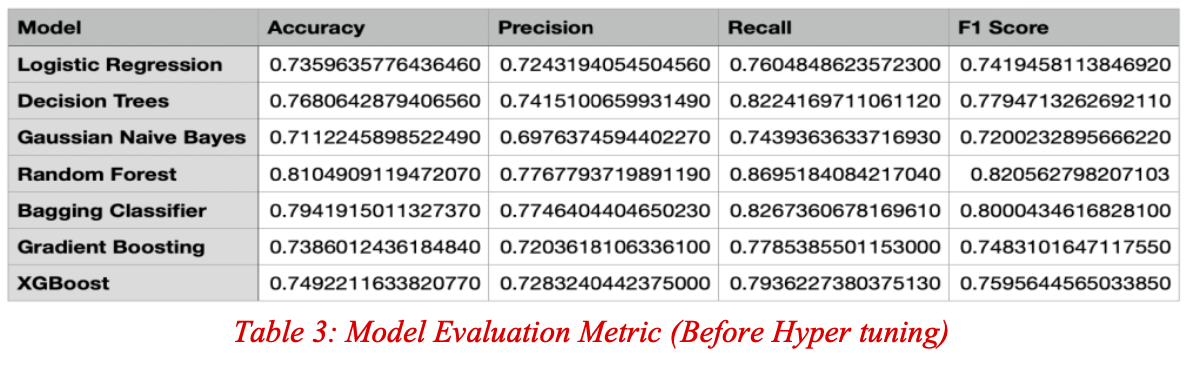 Model Accuracy Precision Recall F1 Score
Logistic Regression 0.7359635776436460 0.7243194054504560 0.7604848623572300 0.7419458113846920
Decision Trees 0.7680642879406560 0.7415100659931490 0.8224169711061120 0.7794713262692110
Gaussian Naive Bayes 0.7112245898522490 0.6976374594402270 0.7439363633716930 0.7200232895666220
Random Forest 0.8104909119472070 0.7767793719891190 0.8695184084217040 0.820562798207103
Bagging Classifier 0.7941915011327370 0.7746404404650230 0.8267360678169610 0.8000434616828100
Gradient Boosting 0.7386012436184840 0.7203618106336100 0.7785385501153000 0.7483101647117550
XGBoost 0.7492211633820770 0.7283240442375000 0.7936227380375130 0.7595644565033850
Table 3: Model Evaluation Metric (Before Hyper tuning)